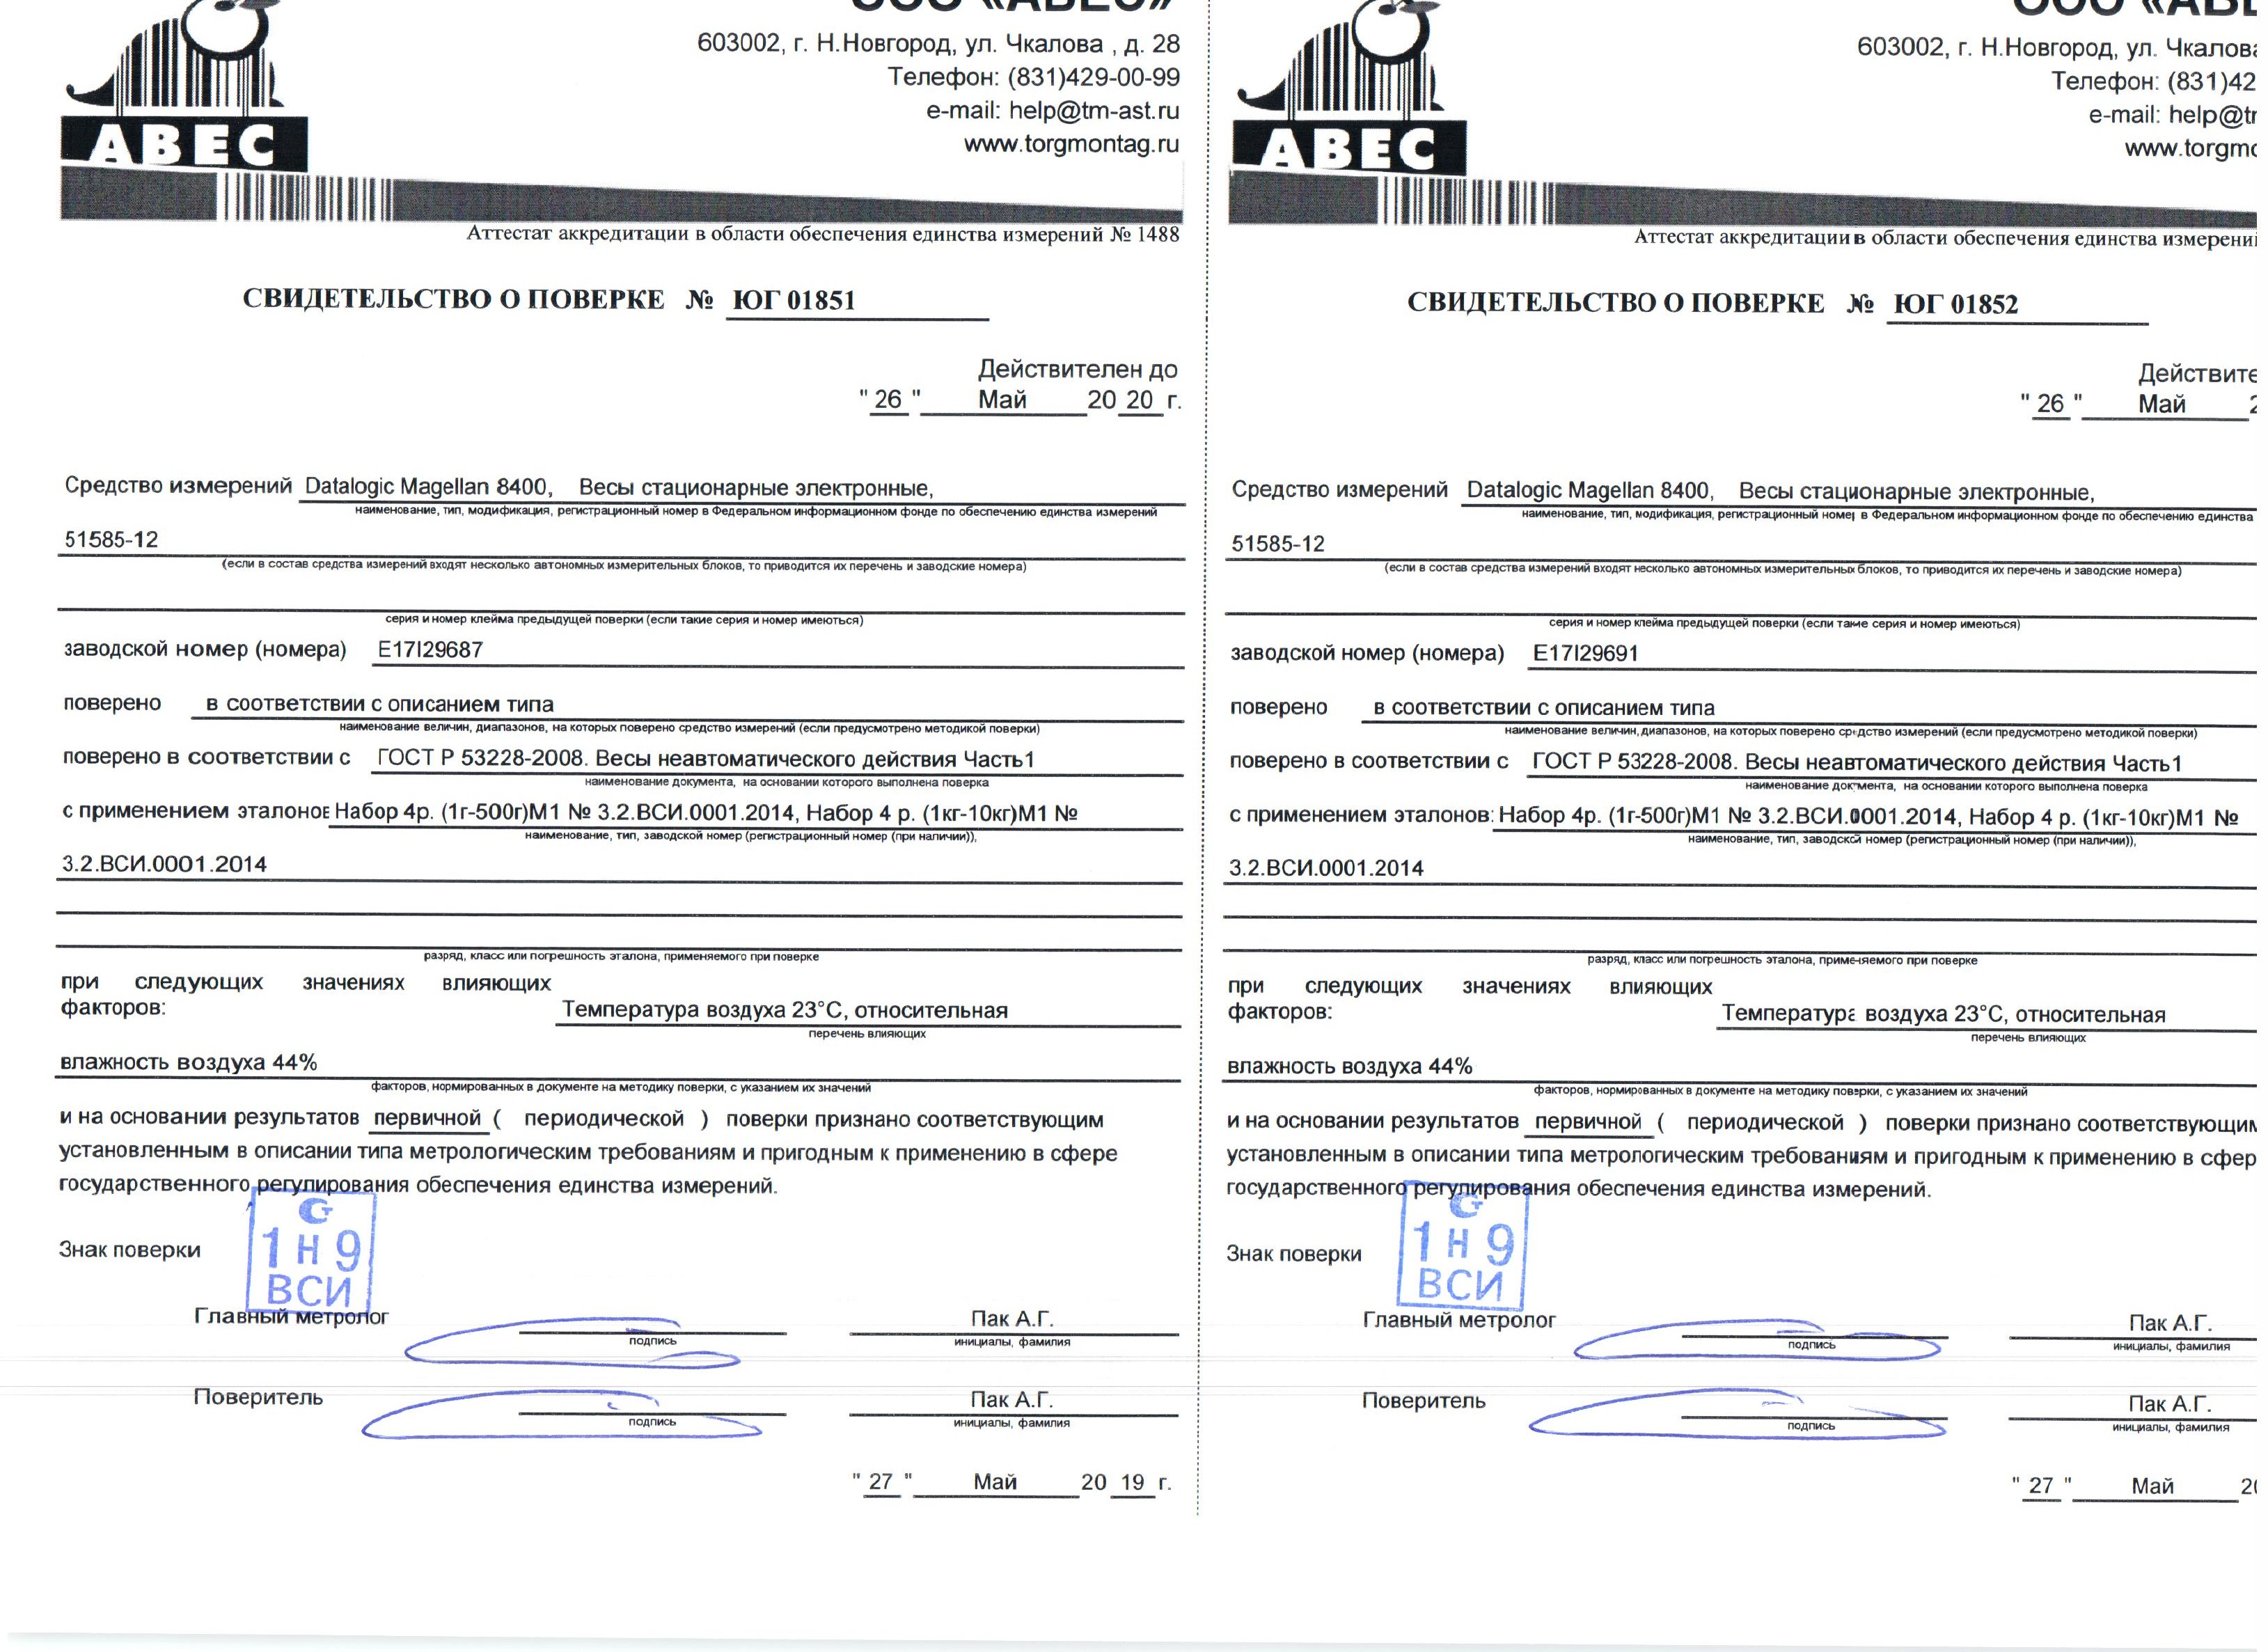 ООО «АВЕС»
603002, г. Н.Новгород, ул. Чкалова , д. 28
Телефон: (831)429-00-99
e-mail: help@tm-ast.ru
www.torgmontag.ru
АВЕС
Аттестат аккредитации в области обеспечения единства измерений № 1488
СВИДЕТЕЛЬСТВО О ПОВЕРКЕ № ЮГ 01851
Действителен до
" 26 " Май 20 20 г.
Средство измерений Datalogic Magellan 8400, Весы стационарные электронные,
наименование, тип, модификация, регистрационный номер в Федеральном информационном фонде по обеспечению единства измерений
51585-12
(если в состав средства измерений входят несколько автономных измерительных блоков, то приводится их перечень и заводские номера)
серия и номер клейма предыдущей поверки (если такие серия и номер имеються)
заводской номер (номера) E17I29687
поверено в соответствии с описанием типа
наименование величин, диапазонов, на которых поверено средство измерений (если предусмотрено методикой поверки)
поверено в соответствии с ГОСТ Р 53228-2008. Весы неавтоматического действия Часть1
наименование документа, на основании которого выполнена поверка
с применением эталонов Набор 4р. (1г-500г)М1 № 3.2.ВСИ.0001.2014, Набор 4 р. (1кг-10кг)М1 №
наименование, тип, заводской номер (регистрационный номер (при наличии)),
3.2.ВСИ.0001.2014
разряд, класс или погрешность эталона, применяемого при поверке
при следующих значениях влияющих
факторов: Температура воздуха 23°С, относительная
перечень влияющих
влажность воздуха 44%
факторов, нормированных в документе на методику поверки, с указанием их значений
и на основании результатов первичной ( периодической ) поверки признано соответствующим
установленным в описании типа метрологическим требованиям и пригодным к применению в сфере
государственного регулирования обеспечения единства измерений.
Знак поверки
1 Н 9
ВСИ
Главный метролог Пак А.Г.
подпись инициалы, фамилия
Поверитель Пак А.Г.
подпись инициалы, фамилия
" 27 " Май 20 19 г.
ООО «АВЕ
603002, г. Н.Новгород, ул. Чкалова
Телефон: (831)42
e-mail: help@t
www.torgmo
АВЕС
Аттестат аккредитации в области обеспечения единства измерений
СВИДЕТЕЛЬСТВО О ПОВЕРКЕ № ЮГ 01852
Действите
" 26 " Май 2
Средство измерений Datalogic Magellan 8400, Весы стационарные электронные,
наименование, тип, модификация, регистрационный номер в Федеральном информационном фонде по обеспечению единства
51585-12
(если в состав средства измерений входят несколько автономных измерительных блоков, то приводится их перечень и заводские номера)
серия и номер клейма предыдущей поверки (если такие серия и номер имеються)
заводской номер (номера) E17I29691
поверено в соответствии с описанием типа
наименование величин, диапазонов, на которых поверено средство измерений (если предусмотрено методикой поверки)
поверено в соответствии с ГОСТ Р 53228-2008. Весы неавтоматического действия Часть1
наименование документа, на основании которого выполнена поверка
с применением эталонов: Набор 4р. (1г-500г)М1 № 3.2.ВСИ.0001.2014, Набор 4 р. (1кг-10кг)М1 №
наименование, тип, заводской номер (регистрационный номер (при наличии)),
3.2.ВСИ.0001.2014
разряд, класс или погрешность эталона, применяемого при поверке
при следующих значениях влияющих
факторов: Температура воздуха 23°С, относительная
перечень влияющих
влажность воздуха 44%
факторов, нормированных в документе на методику поверки, с указанием их значений
и на основании результатов первичной ( периодической ) поверки признано соответствующим
установленным в описании типа метрологическим требованиям и пригодным к применению в сфер
государственного регулирования обеспечения единства измерений.
Знак поверки
1 Н 9
ВСИ
Главный метролог Пак А.Г.
подпись инициалы, фамилия
Поверитель Пак А.Г.
подпись инициалы, фамилия
" 27 " Май 20